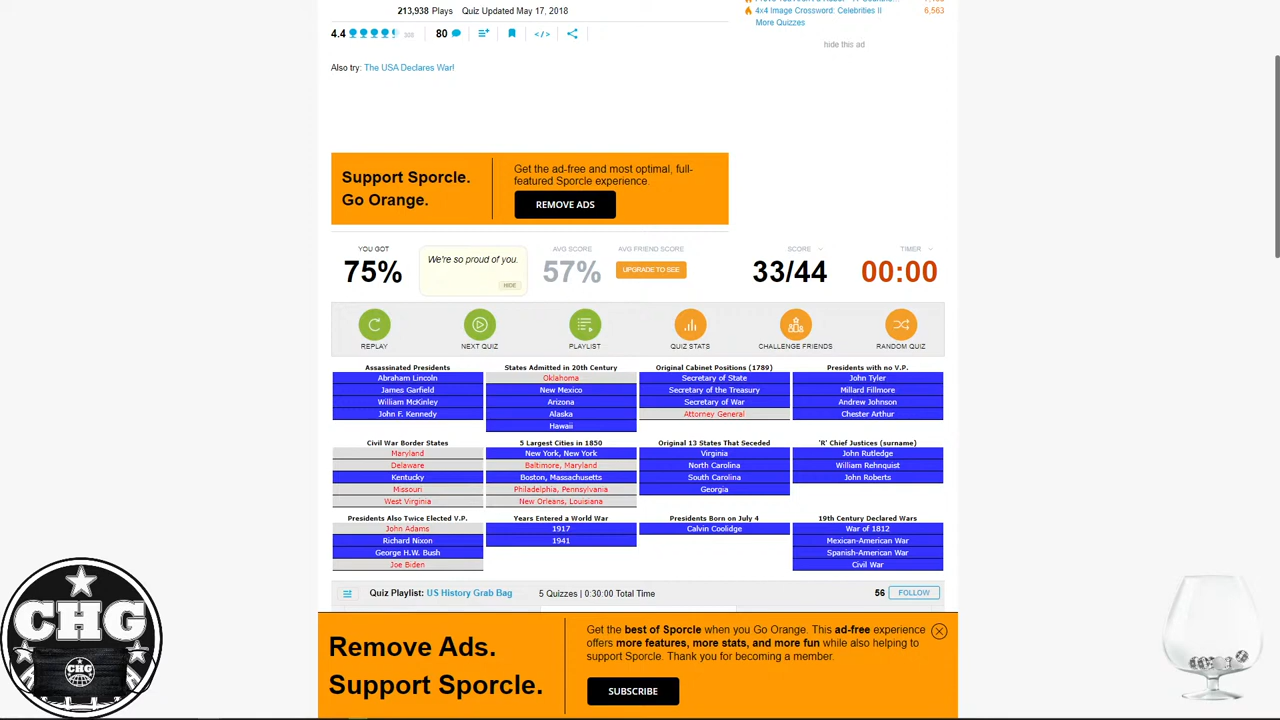 213,938 Plays Quiz Updated May 17, 2018
4x4 Image Crossword: Celebrities II 6,563
More Quizzes
4.4 308 80 </>
hide this ad
Also try: The USA Declares War!
Support Sporcle.
Go Orange.
Get the ad-free and most optimal, full-
featured Sporcle experience.
REMOVE ADS
YOU GOT
75%
We're so proud of you.
HIDE
AVG SCORE
57%
AVG FRIEND SCORE
UPGRADE TO SEE
SCORE
33/44
TIMER
00:00
REPLAY
NEXT QUIZ
PLAYLIST
QUIZ STATS
CHALLENGE FRIENDS
RANDOM QUIZ
Assassinated Presidents
Abraham Lincoln
James Garfield
William McKinley
John F. Kennedy
States Admitted in 20th Century
Oklahoma
New Mexico
Arizona
Alaska
Hawaii
Original Cabinet Positions (1789)
Secretary of State
Secretary of the Treasury
Secretary of War
Attorney General
Presidents with no V.P.
John Tyler
Millard Fillmore
Andrew Johnson
Chester Arthur
Civil War Border States
Maryland
Delaware
Kentucky
Missouri
West Virginia
5 Largest Cities in 1850
New York, New York
Baltimore, Maryland
Boston, Massachusetts
Philadelphia, Pennsylvania
New Orleans, Louisiana
Original 13 States That Seceded
Virginia
North Carolina
South Carolina
Georgia
'R' Chief Justices (surname)
John Rutledge
William Rehnquist
John Roberts
Presidents Also Twice Elected V.P.
John Adams
Richard Nixon
George H.W. Bush
Joe Biden
Years Entered a World War
1917
1941
Presidents Born on July 4
Calvin Coolidge
19th Century Declared Wars
War of 1812
Mexican-American War
Spanish-American War
Civil War
Quiz Playlist: US History Grab Bag 5 Quizzes | 0:30:00 Total Time 56 FOLLOW
Remove Ads.
Support Sporcle.
Get the best of Sporcle when you Go Orange. This ad-free experience
offers more features, more stats, and more fun while also helping to
support Sporcle. Thank you for becoming a member.
SUBSCRIBE
CHG
CHG